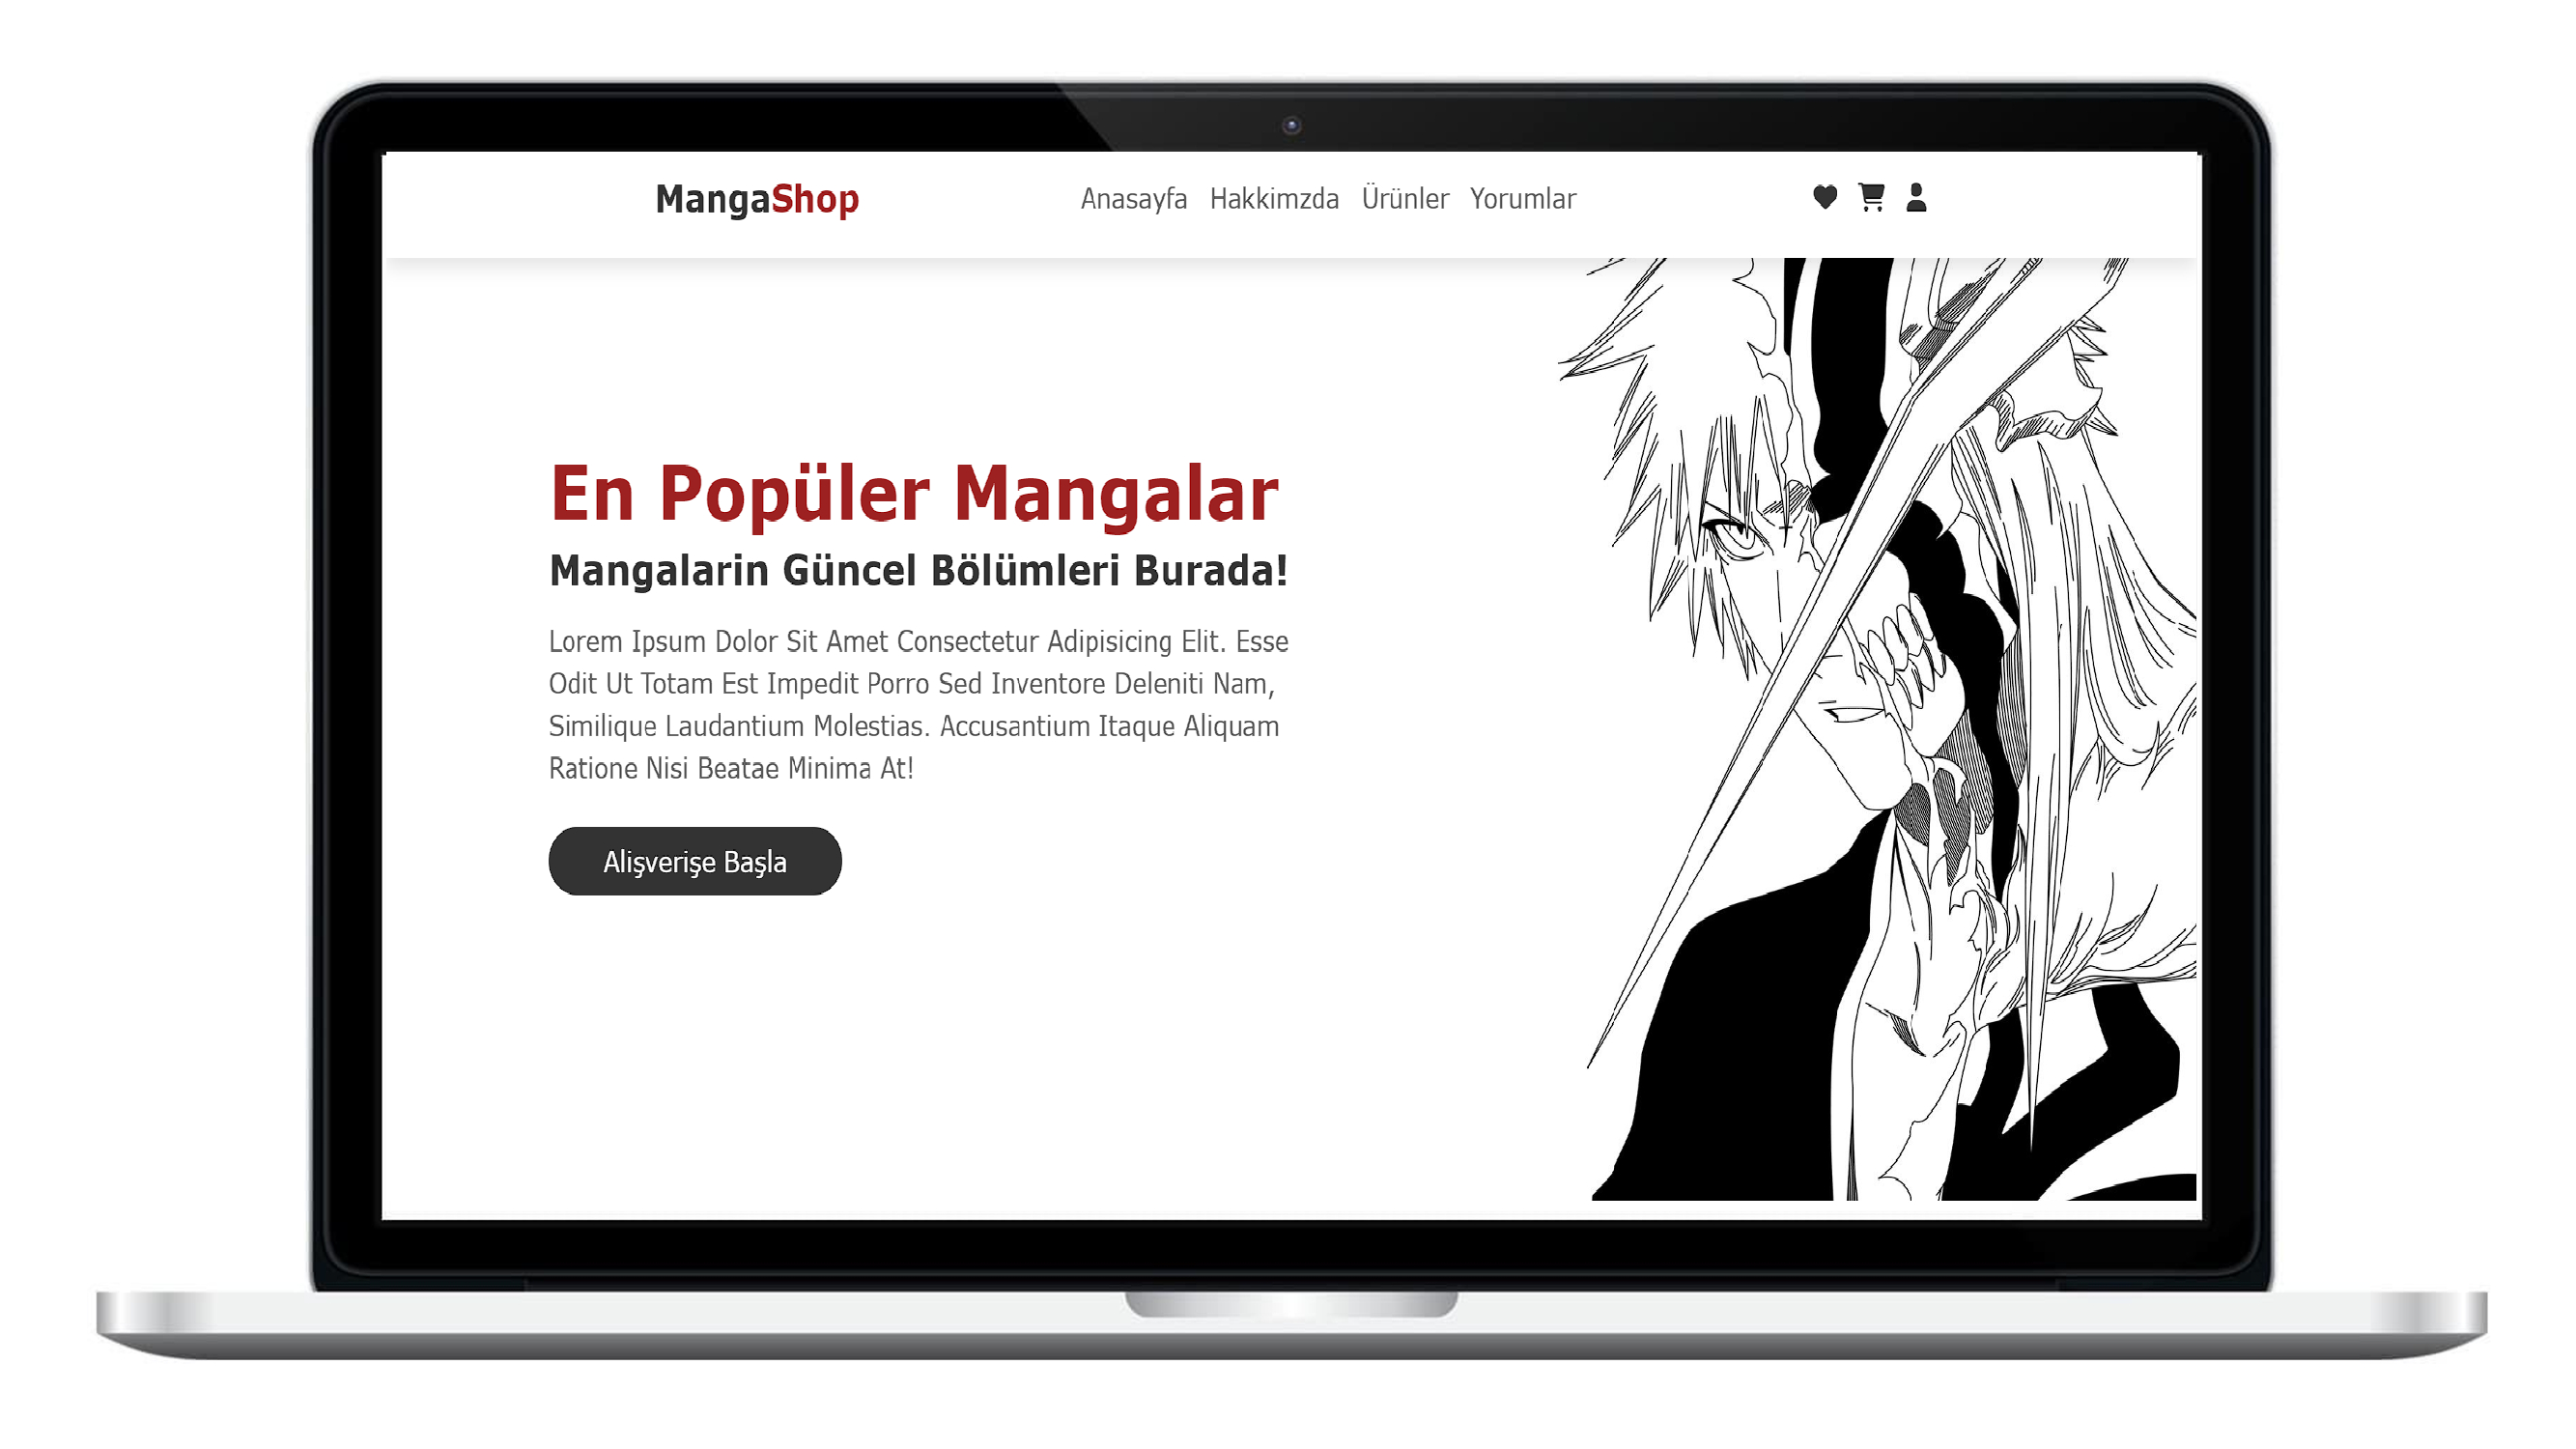 MangaShop
Anasayfa Hakkimzda Ürünler Yorumlar
En Popüler Mangalar
Mangalarin Güncel Bölümleri Burada!
Lorem Ipsum Dolor Sit Amet Consectetur Adipisicing Elit. Esse
Odit Ut Totam Est Impedit Porro Sed Inventore Deleniti Nam,
Similique Laudantium Molestias. Accusantium Itaque Aliquam
Ratione Nisi Beatae Minima At!
Alişverişe Başla